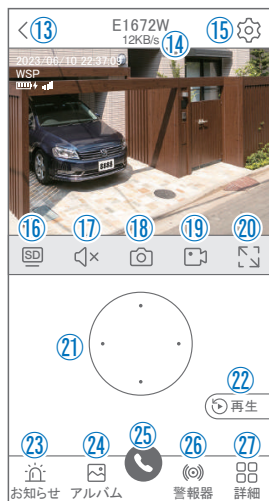 E1672W
⑬ 12KB/s ⑭ ⑮
2023/06/10 22:37:09
WSP
8888
⑯ ⑰ ⑱ ⑲ ⑳
SD
㉑
㉒
再生
㉓ ㉔ ㉕ ㉖ ㉗
お知らせ アルバム 警報器 詳細